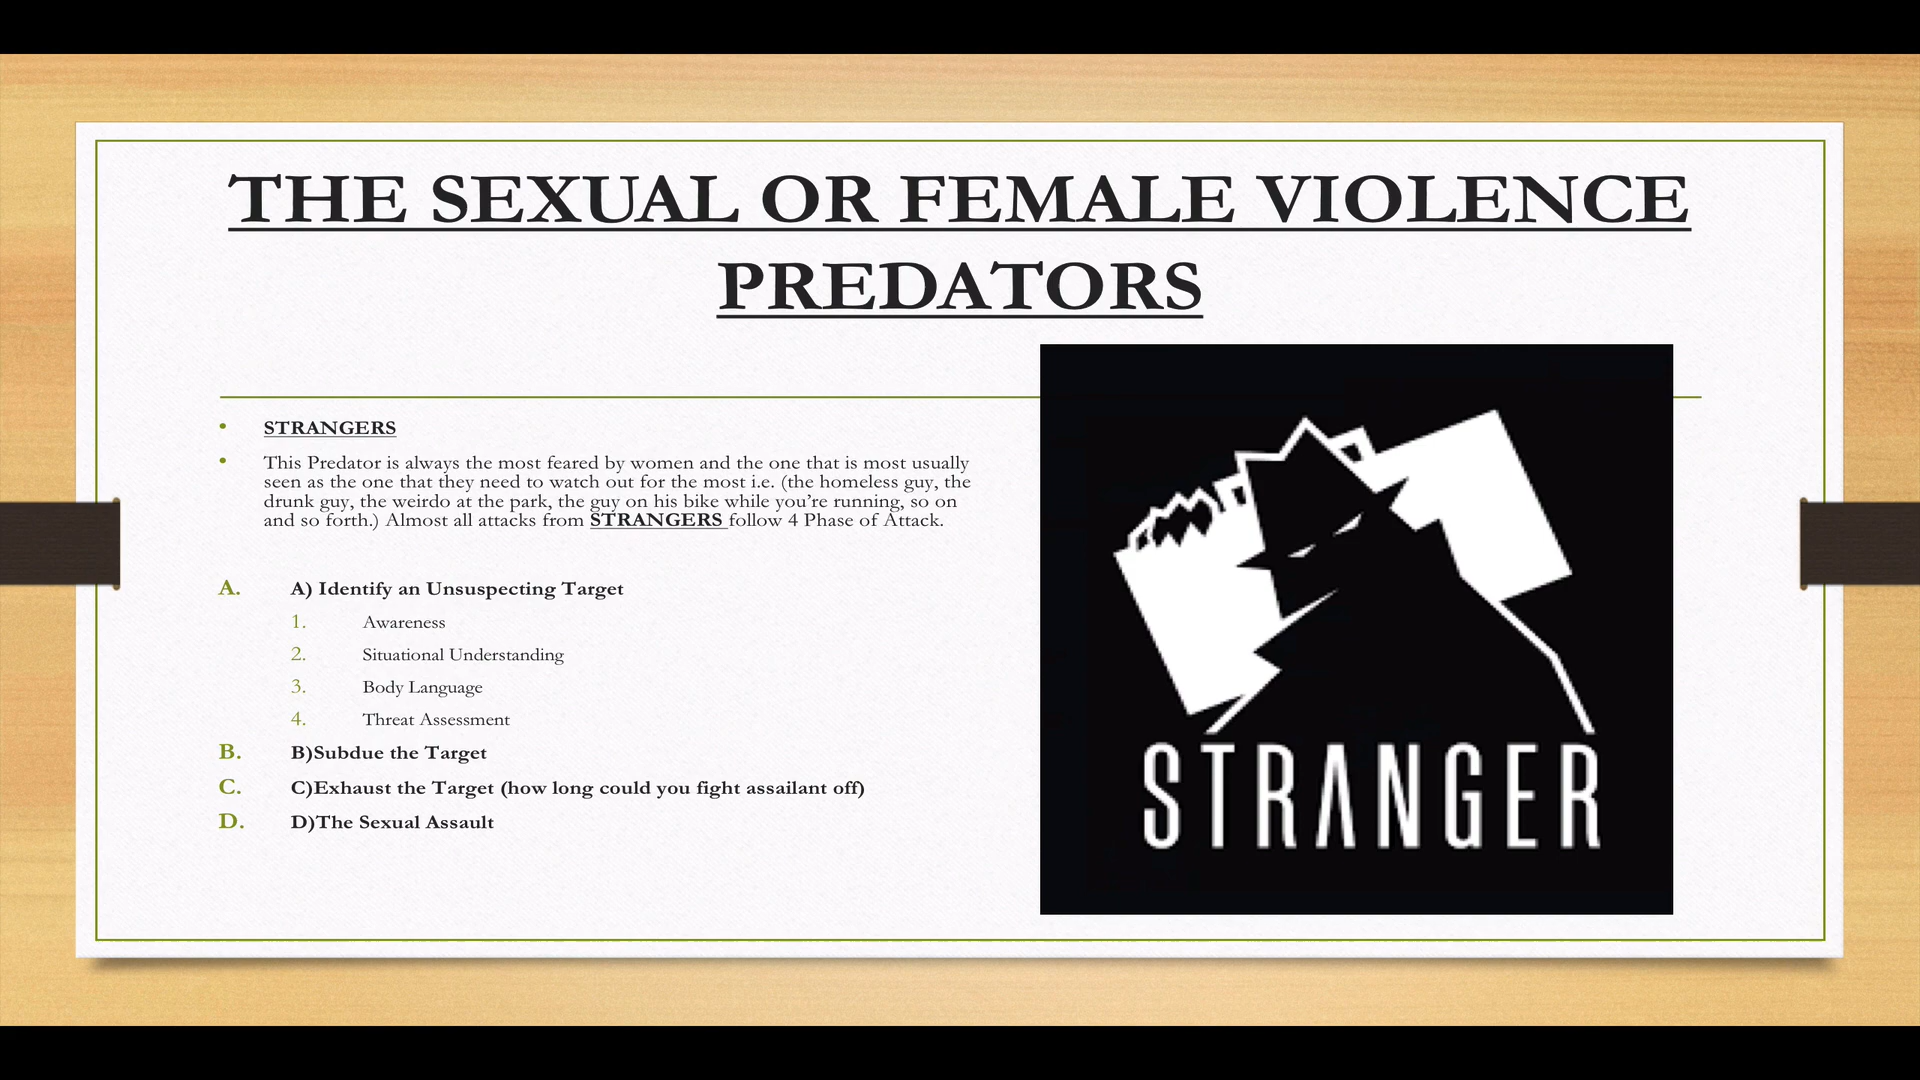 THE SEXUAL OR FEMALE VIOLENCE
PREDATORS
• STRANGERS
• This Predator is always the most feared by women and the one that is most usually
seen as the one that they need to watch out for the most i.e. (the homeless guy, the
drunk guy, the weirdo at the park, the guy on his bike while you’re running, so on
and so forth.) Almost all attacks from STRANGERS follow 4 Phase of Attack.
A. A) Identify an Unsuspecting Target
1. Awareness
2. Situational Understanding
3. Body Language
4. Threat Assessment
B. B)Subdue the Target
C. C)Exhaust the Target (how long could you fight assailant off)
D. D)The Sexual Assault
STRANGER